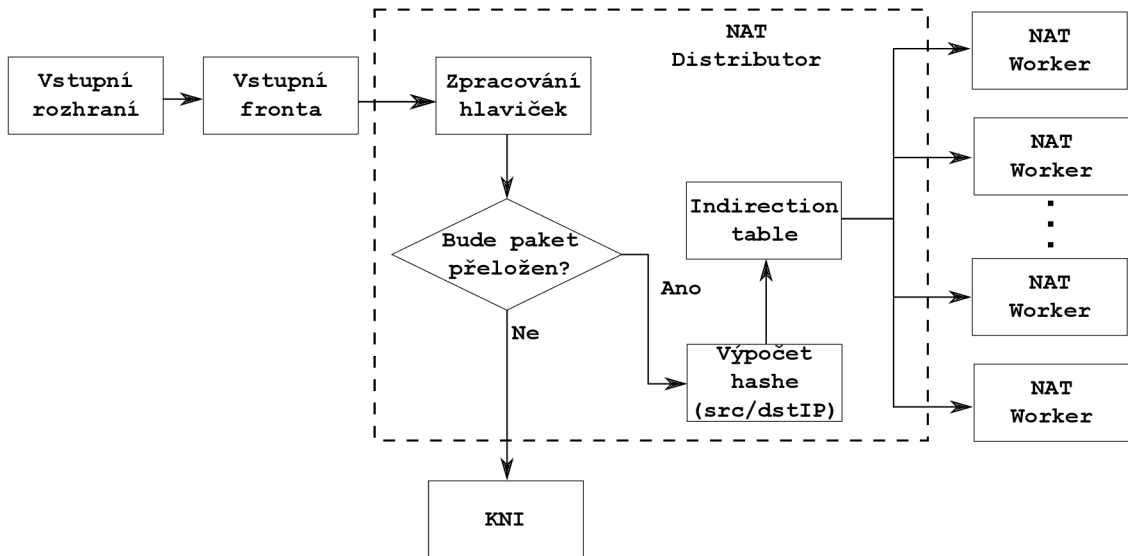 NAT
Distributor
Vstupní
rozhraní
Vstupní
fronta
Zpracování
hlaviček
Bude paket
přeložen?
Ano
Ne
Výpočet
hashe
(src/dstIP)
Indirection
table
NAT
Worker
NAT
Worker
NAT
Worker
NAT
Worker
KNI